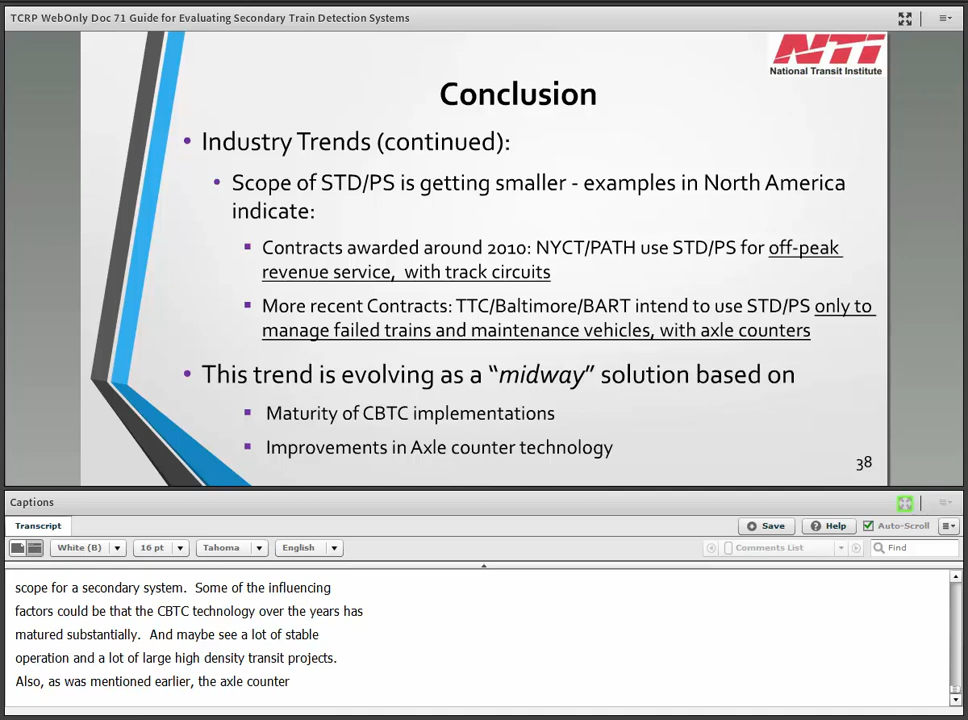 TCRP WebOnly Doc 71 Guide for Evaluating Secondary Train Detection Systems
NTI
National Transit Institute
Conclusion
• Industry Trends (continued):
• Scope of STD/PS is getting smaller - examples in North America
indicate:
▪ Contracts awarded around 2010: NYCT/PATH use STD/PS for off-peak
revenue service, with track circuits
▪ More recent Contracts: TTC/Baltimore/BART intend to use STD/PS only to
manage failed trains and maintenance vehicles, with axle counters
• This trend is evolving as a “midway” solution based on
▪ Maturity of CBTC implementations
▪ Improvements in Axle counter technology
38
Captions
Transcript
Save
Help
Auto-Scroll
White (B)
16 pt
Tahoma
English
Comments List
Find
scope for a secondary system. Some of the influencing
factors could be that the CBTC technology over the years has
matured substantially. And maybe see a lot of stable
operation and a lot of large high density transit projects.
Also, as was mentioned earlier, the axle counter